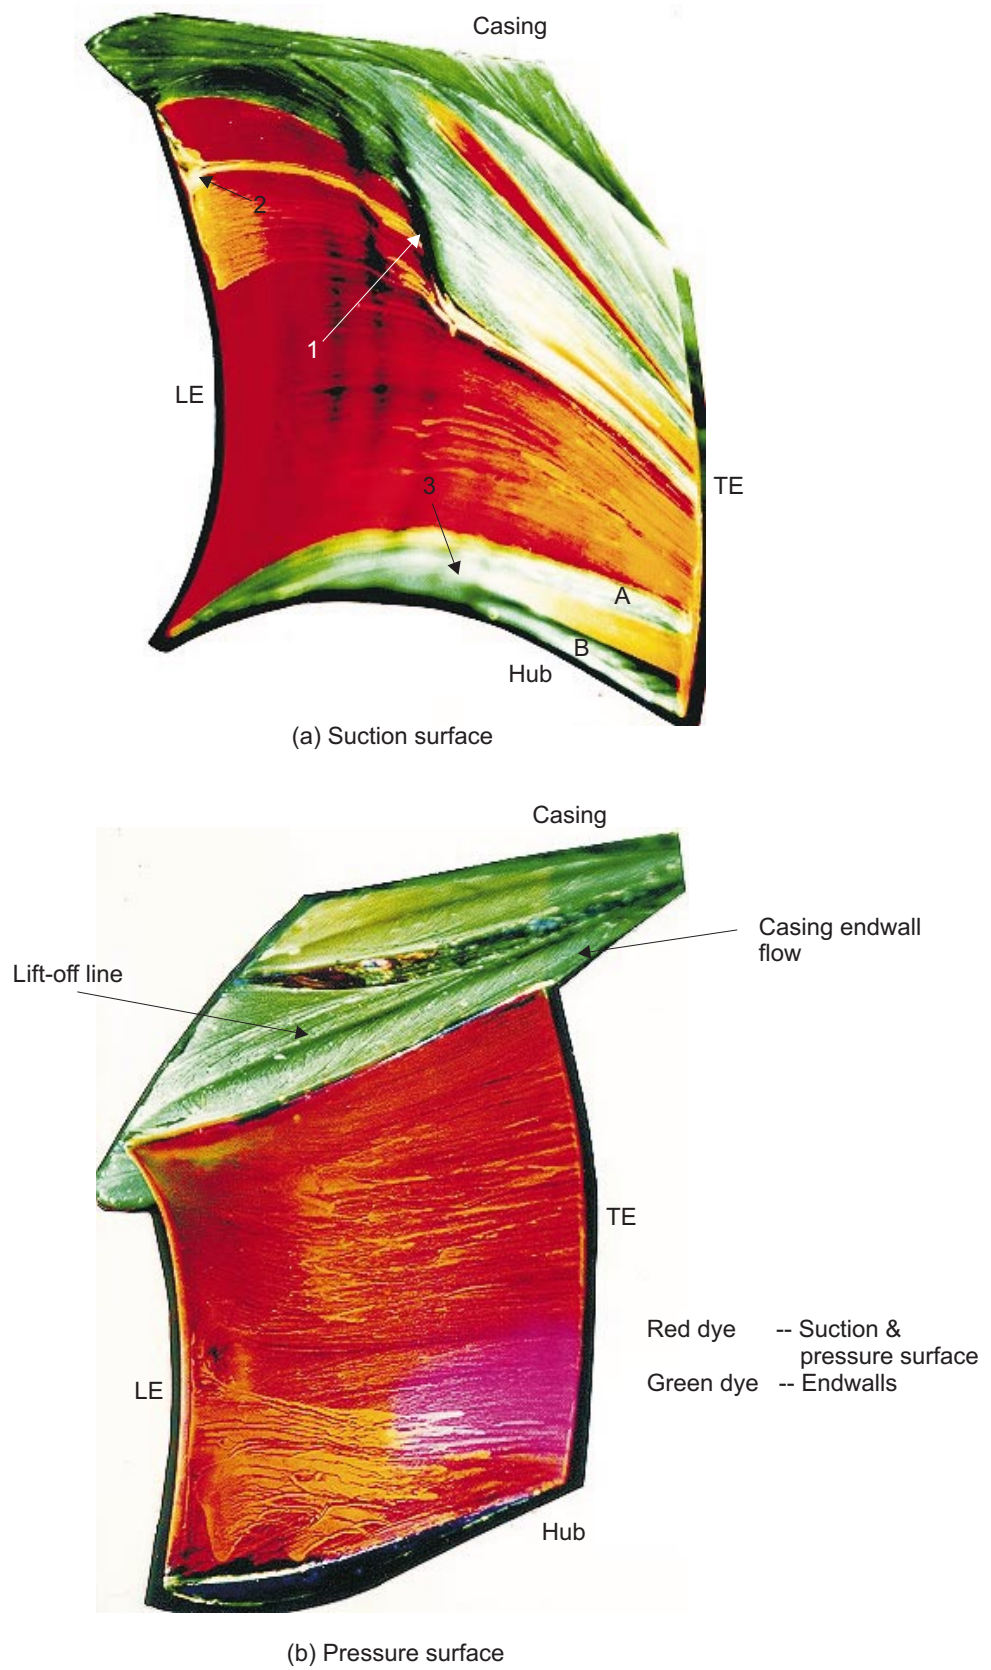 Casing
2
1
LE
3
TE
A
B
Hub
(a) Suction surface
Casing
Casing endwall
flow
Lift-off line
TE
Red dye -- Suction &
pressure surface
Green dye -- Endwalls
LE
Hub
(b) Pressure surface